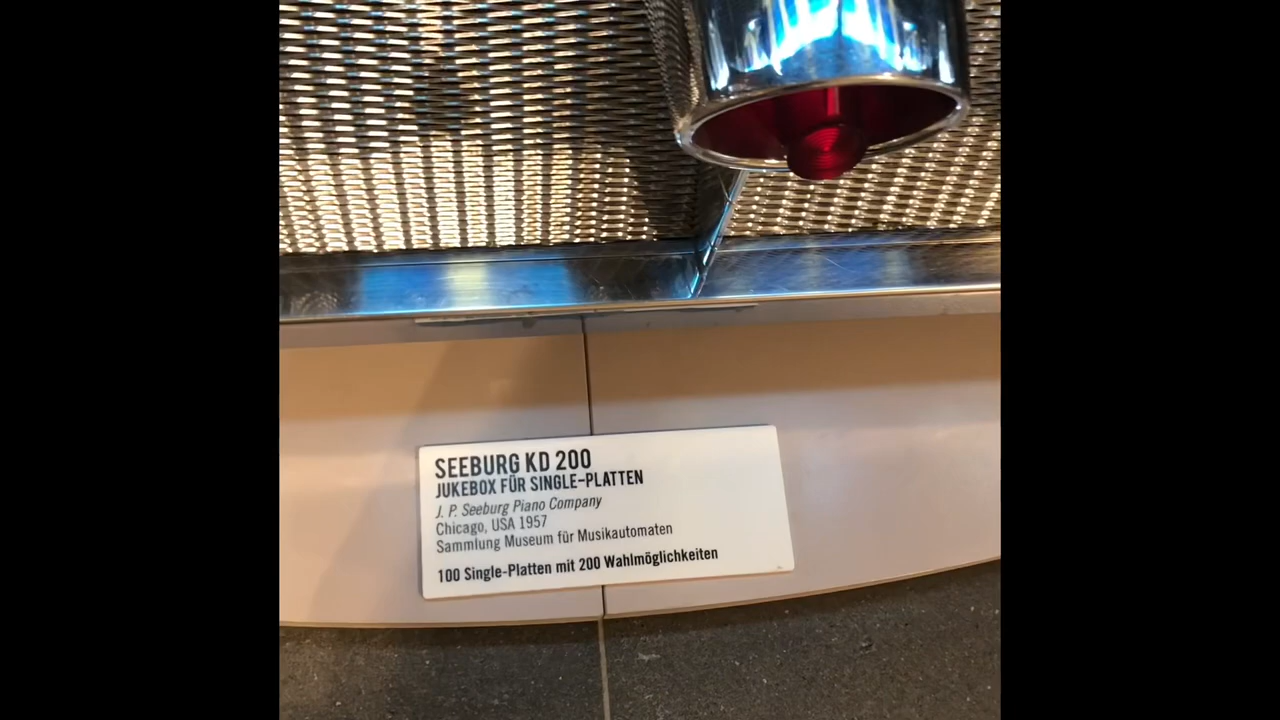 SEEBURG KD 200
JUKEBOX FÜR SINGLE-PLATTEN
J. P. Seeburg Piano Company
Chicago, USA 1957
Sammlung Museum für Musikautomaten
100 Single-Platten mit 200 Wahlmöglichkeiten